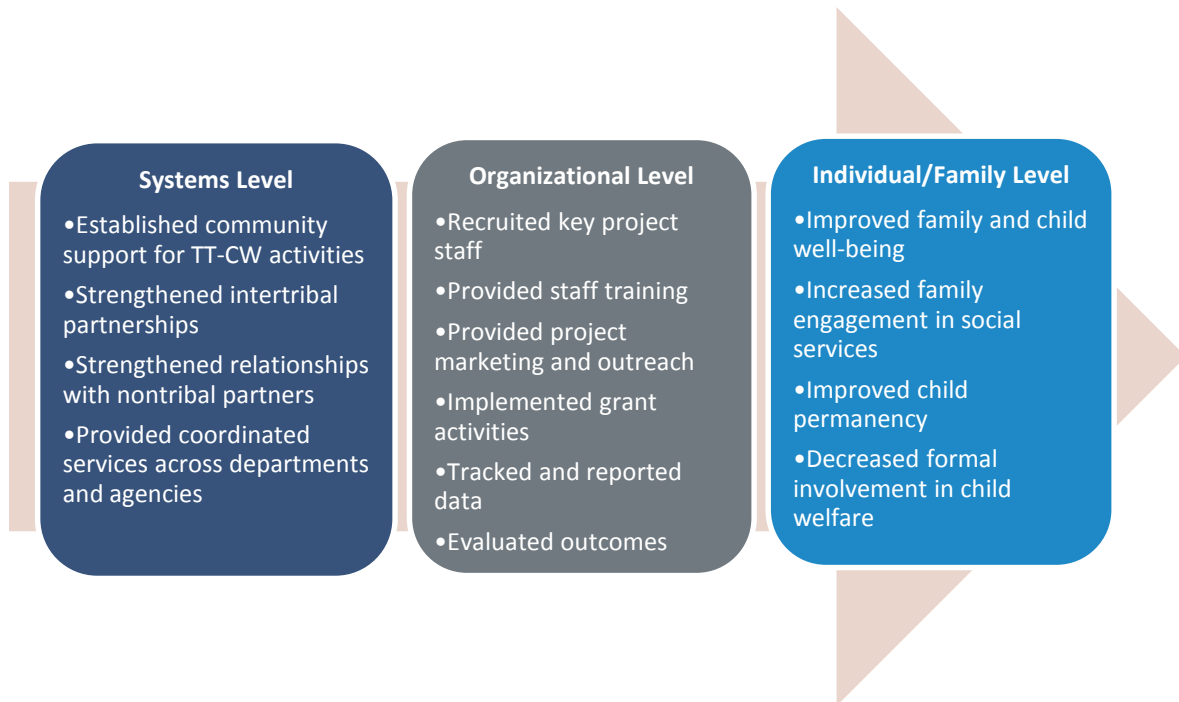 Systems Level
•Established community
support for TT-CW activities
•Strengthened intertribal
partnerships
•Strengthened relationships
with nontribal partners
•Provided coordinated
services across departments
and agencies
Organizational Level
•Recruited key project
staff
•Provided staff training
•Provided project
marketing and outreach
•Implemented grant
activities
•Tracked and reported
data
•Evaluated outcomes
Individual/Family Level
•Improved family and child
well-being
•Increased family
engagement in social
services
•Improved child
permanency
•Decreased formal
involvement in child
welfare